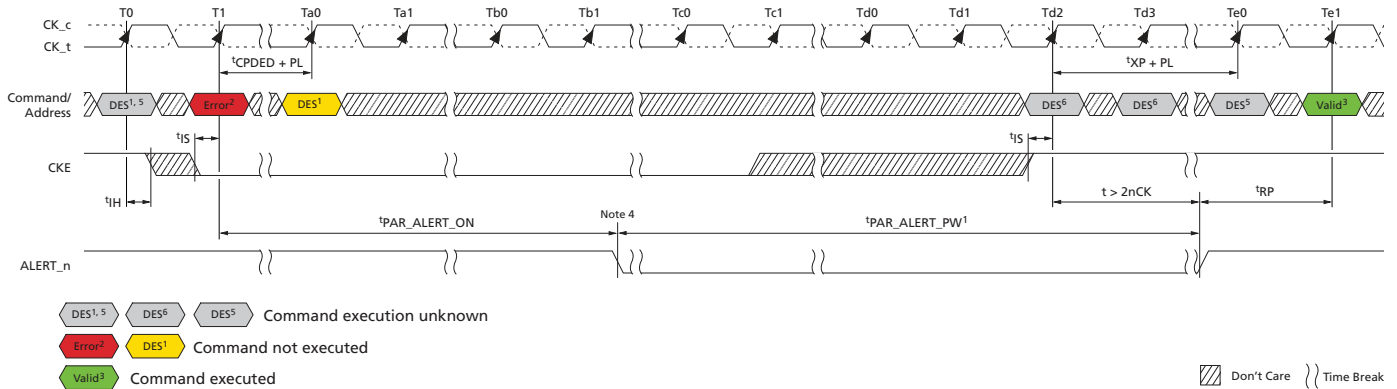 T0 T1 Ta0 Ta1 Tb0 Tb1 Tc0 Tc1 Td0 Td1 Td2 Td3 Te0 Te1
CK_c
CK_t
tCPDED + PL
tXP + PL
Command/
Address
DES1, 5 Error2 DES1 DES6 DES6 DES5 Valid3
tIS tIS
CKE
tIH
t > 2nCK tRP
tPAR_ALERT_ON Note 4 tPAR_ALERT_PW1
ALERT_n
DES1, 5 DES6 DES5 Command execution unknown
Error2 DES1 Command not executed
Valid3 Command executed
Don't Care Time Break